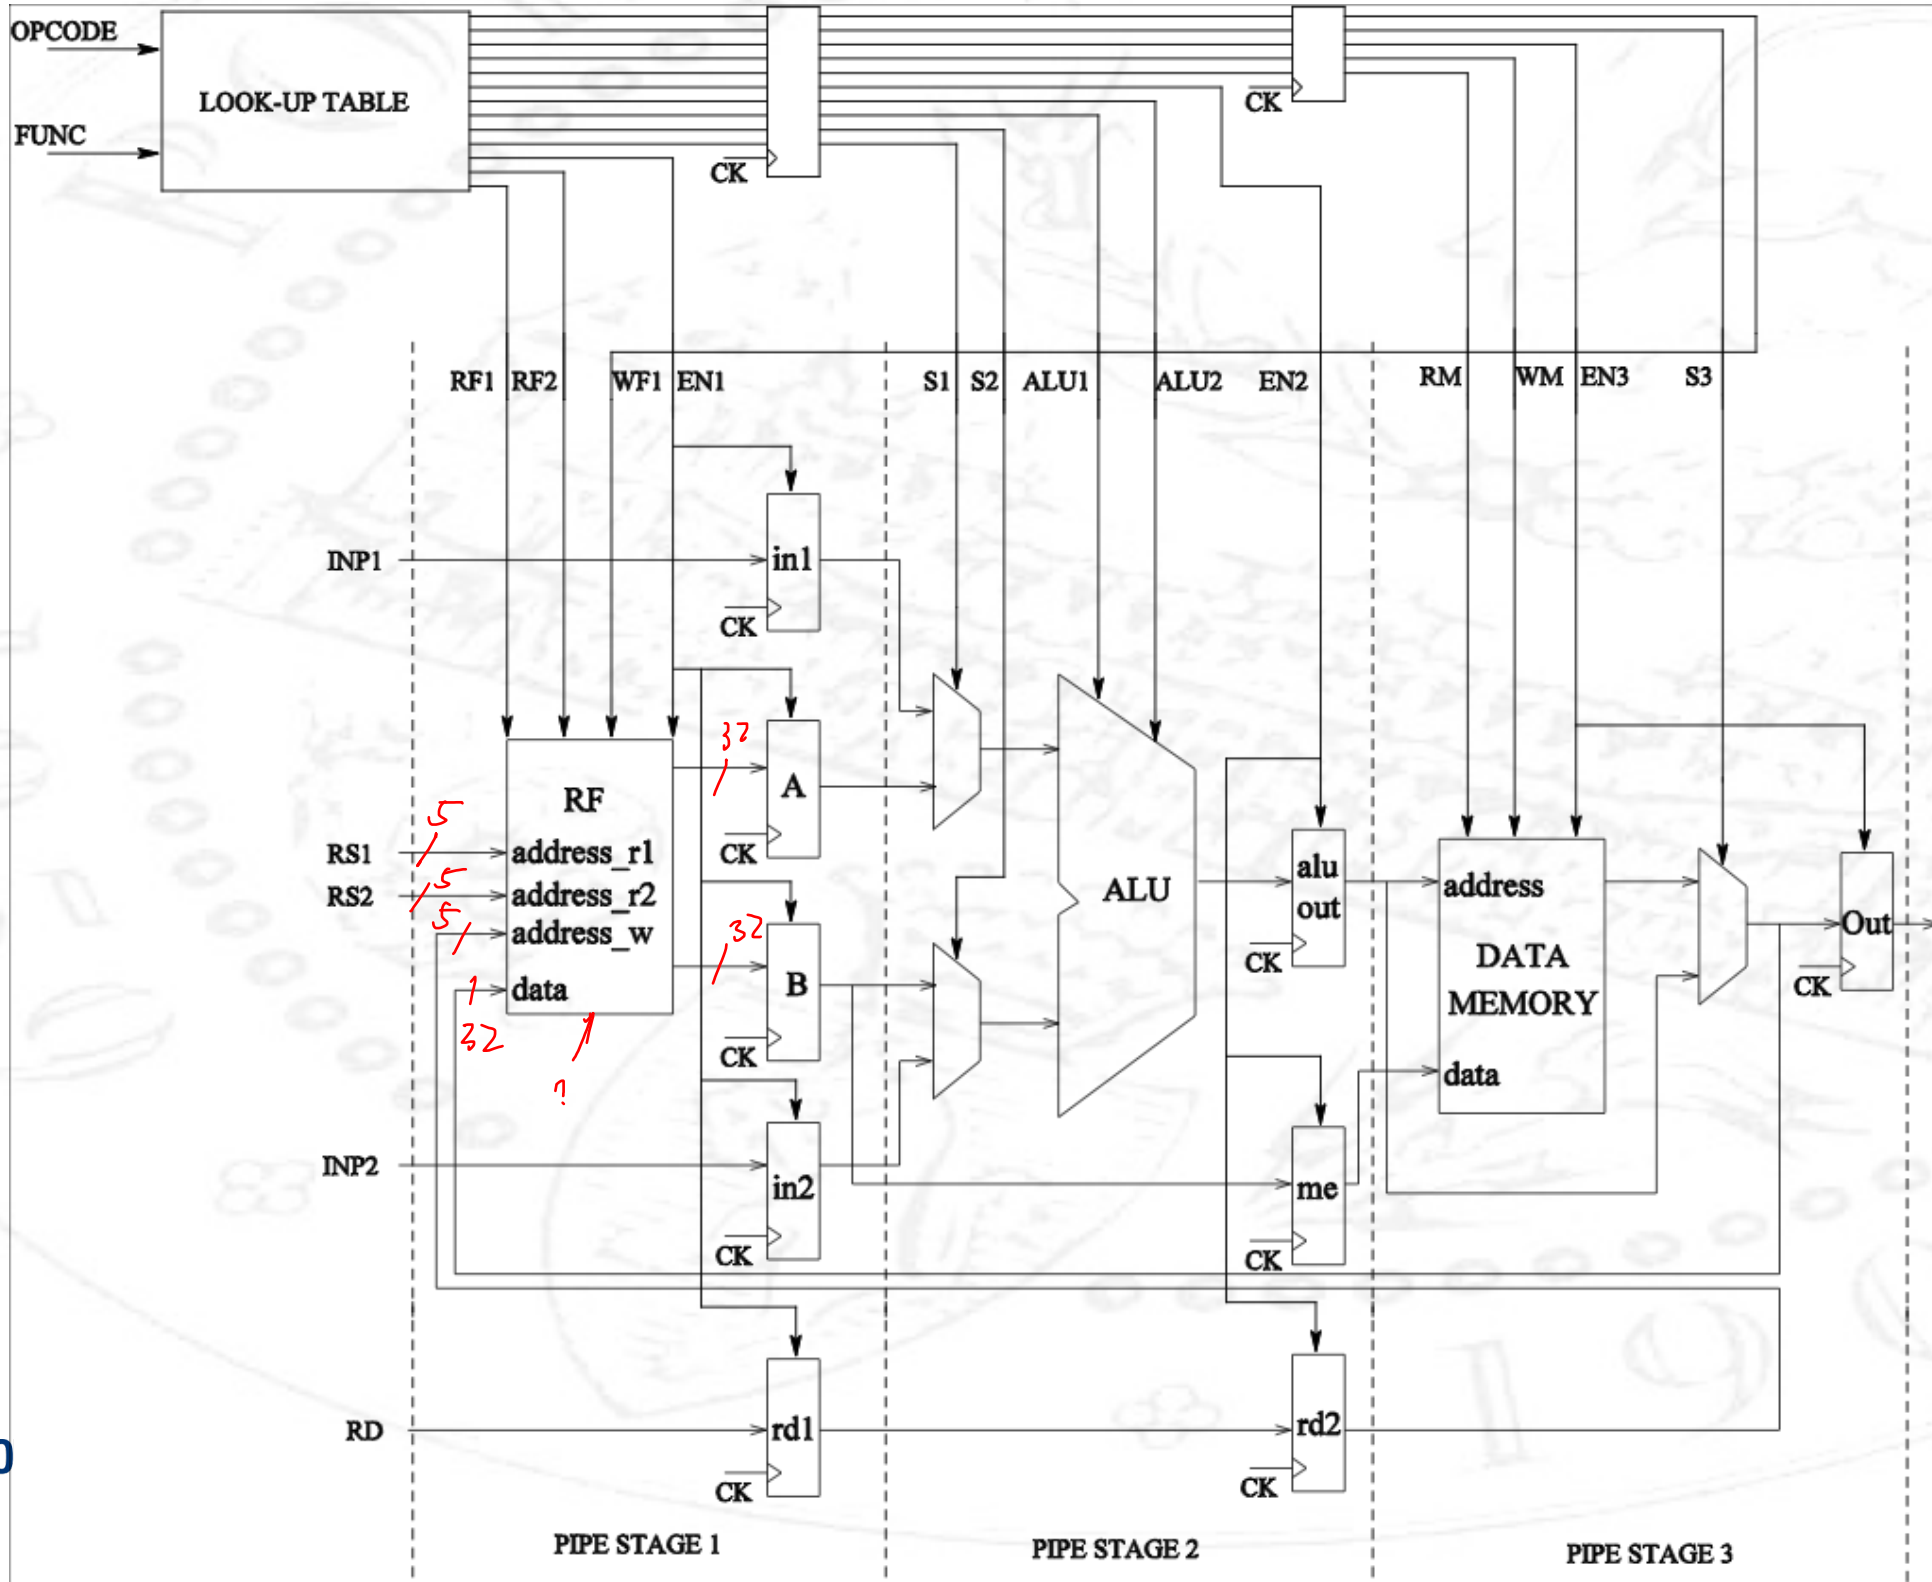 OPCODE
LOOK-UP TABLE
FUNC
CK
CK
RF1 RF2 WF1 EN1 S1 S2 ALU1 ALU2 EN2 RM WM EN3 S3
INP1
in1
CK
32
A
RF
5
RS1
address_r1
CK
5
RS2
address_r2
5
address_w
32
B
data
32
?
CK
ALU
alu
out
CK
address
DATA
MEMORY
data
Out
CK
INP2
in2
CK
me
CK
RD
rd1
CK
rd2
CK
0
PIPE STAGE 1
PIPE STAGE 2
PIPE STAGE 3